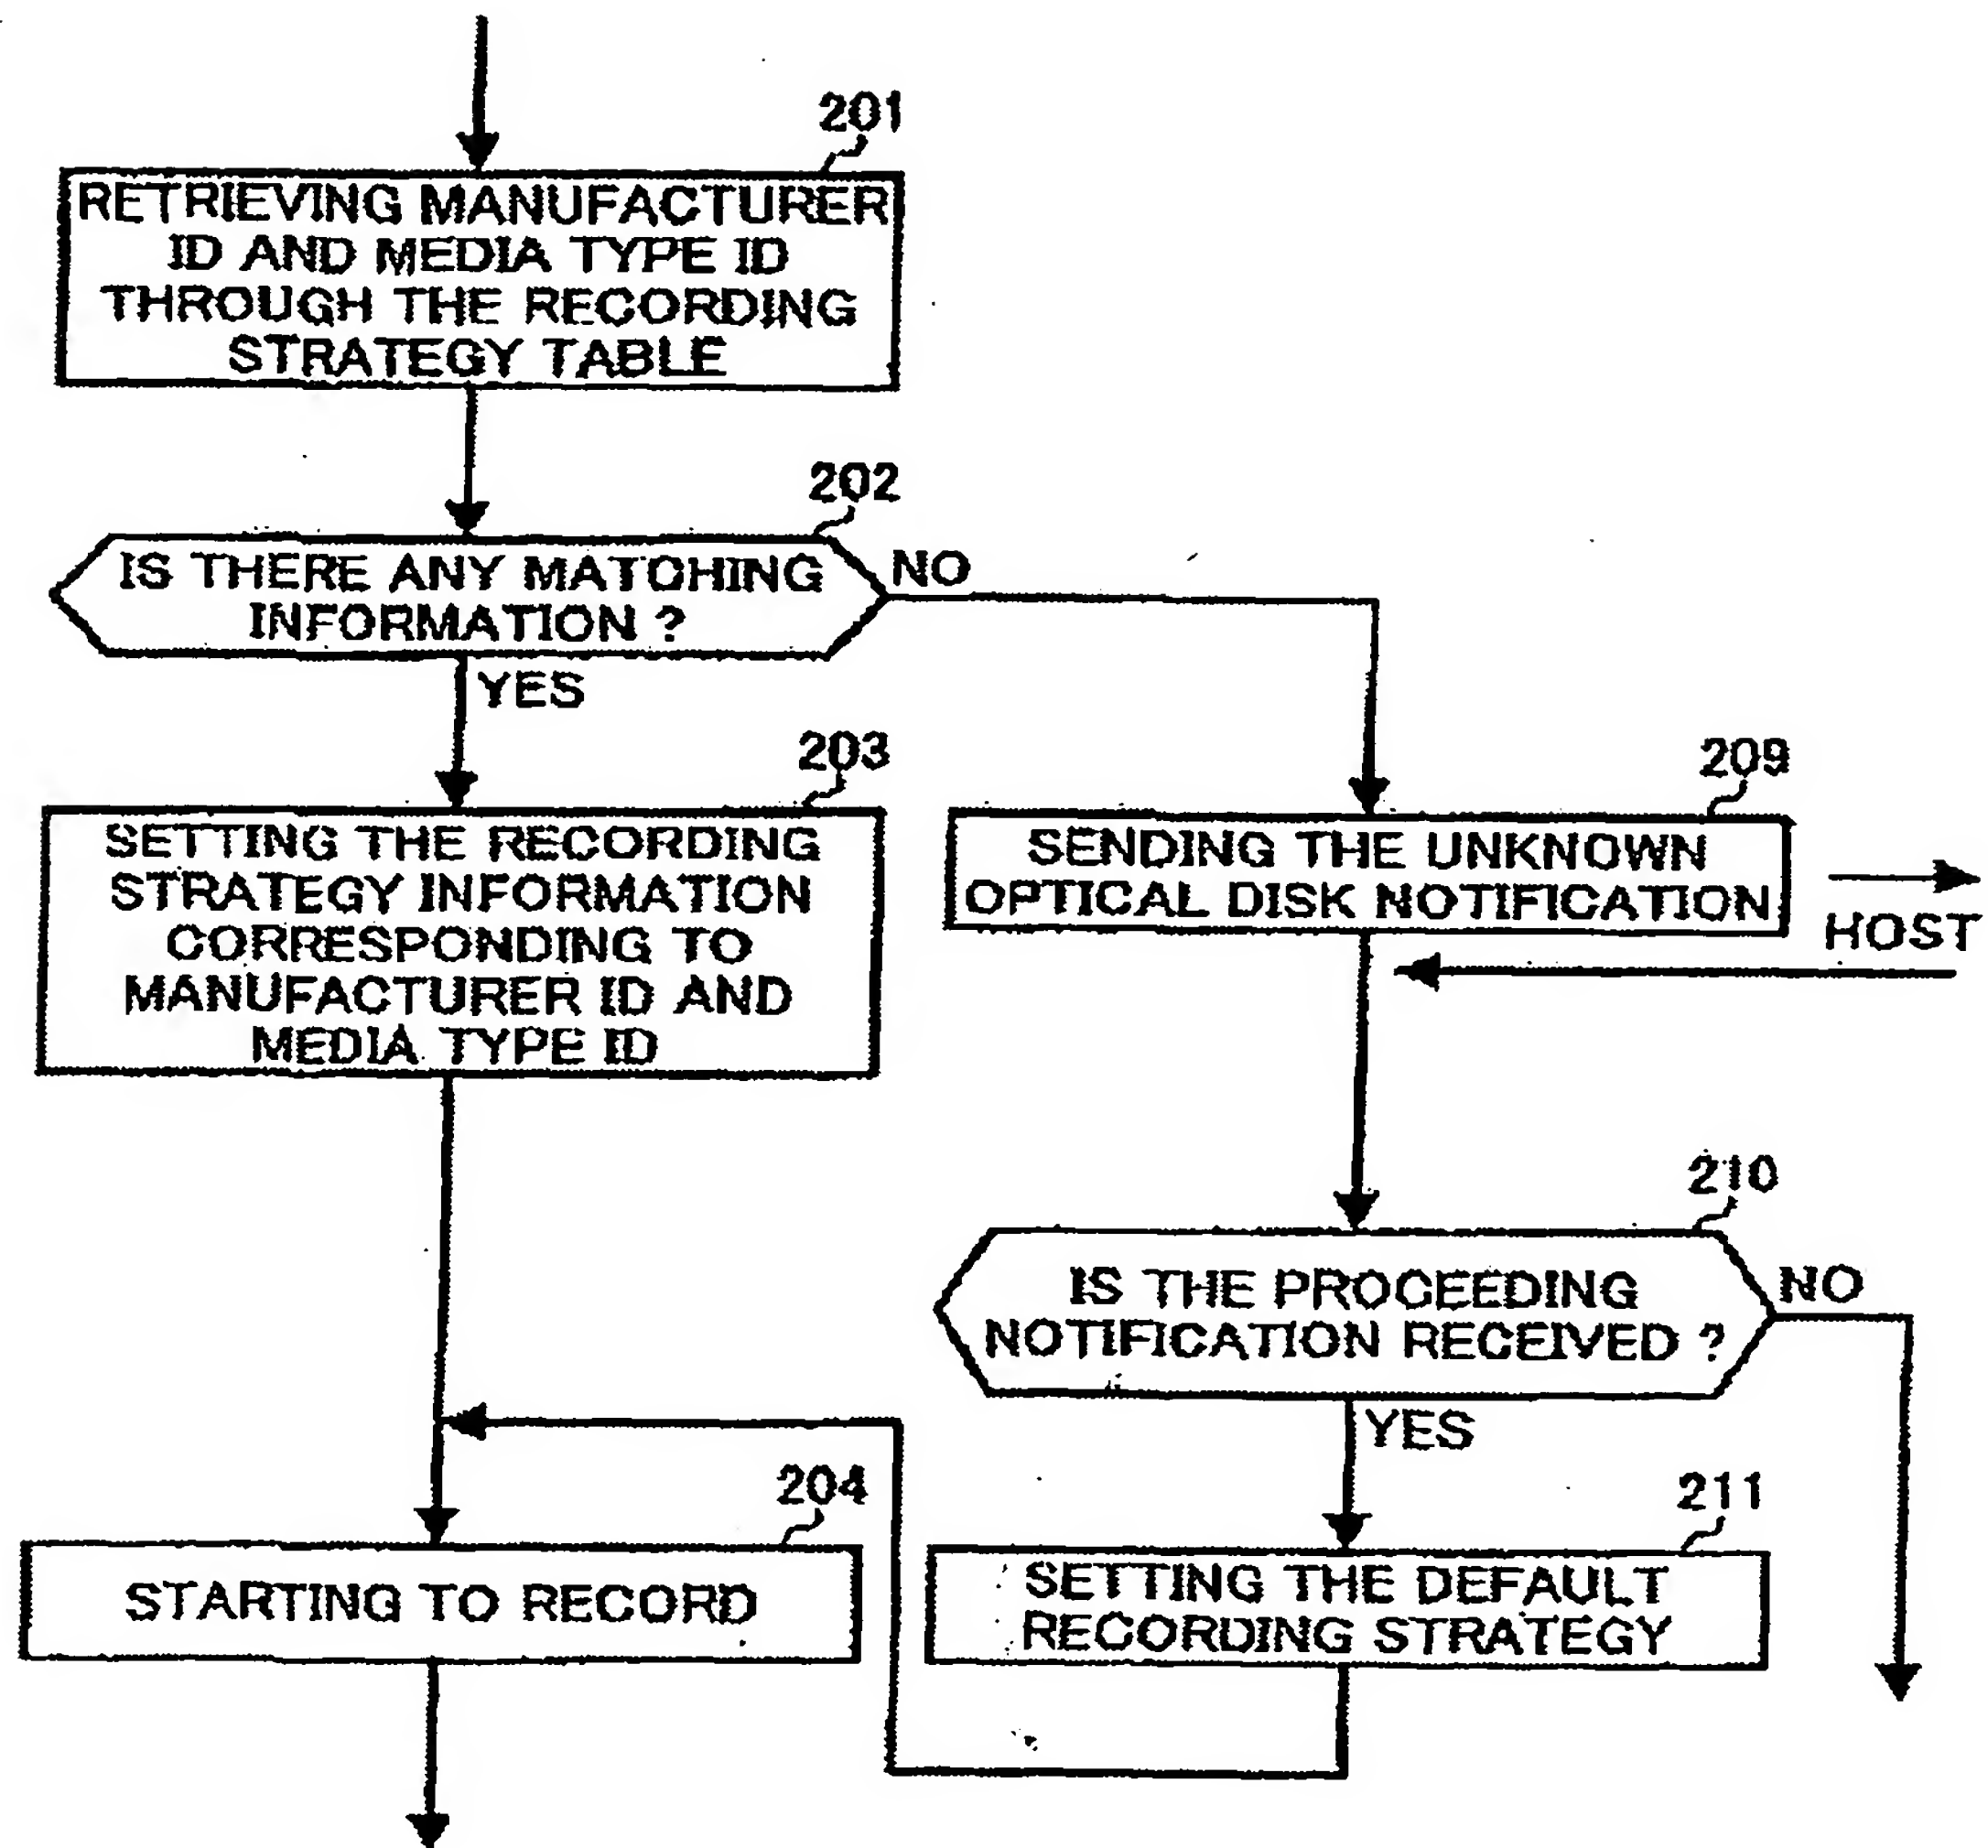 201
RETRIEVING MANUFACTURER
ID AND MEDIA TYPE ID
THROUGH THE RECORDING
STRATEGY TABLE
202
IS THERE ANY MATCHING
INFORMATION ?
NO
YES
203
SETTING THE RECORDING
STRATEGY INFORMATION
CORRESPONDING TO
MANUFACTURER ID AND
MEDIA TYPE ID
209
SENDING THE UNKNOWN
OPTICAL DISK NOTIFICATION
HOST
210
IS THE PROCEEDING
NOTIFICATION RECEIVED ?
NO
YES
204
STARTING TO RECORD
211
SETTING THE DEFAULT
RECORDING STRATEGY